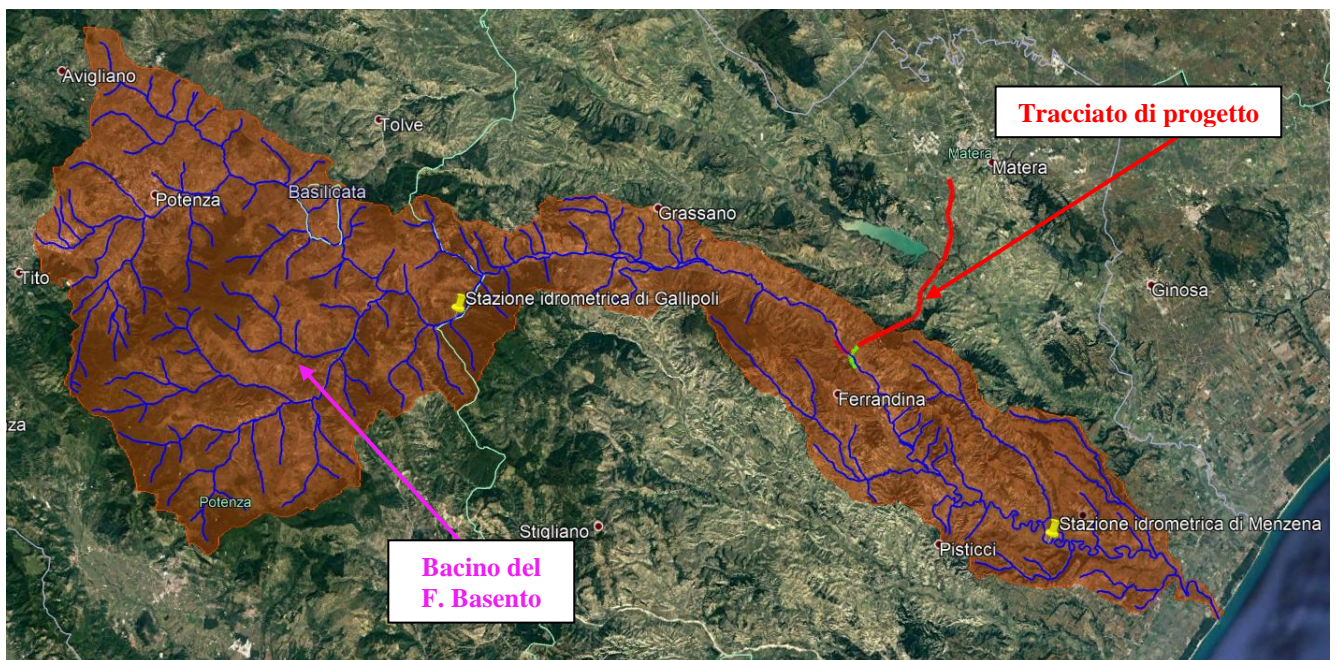 Avigliano
Tolve
Tracciato di progetto
Matera
Matera
Potenza
Basilicata
Grassano
Tito
Stazione idrometrica di Gallipoli
Ginosa
Ferrandina
nza
Potenza
Stigliano
Stazione idrometrica di Menzena
Pisticci
Bacino del
F. Basento